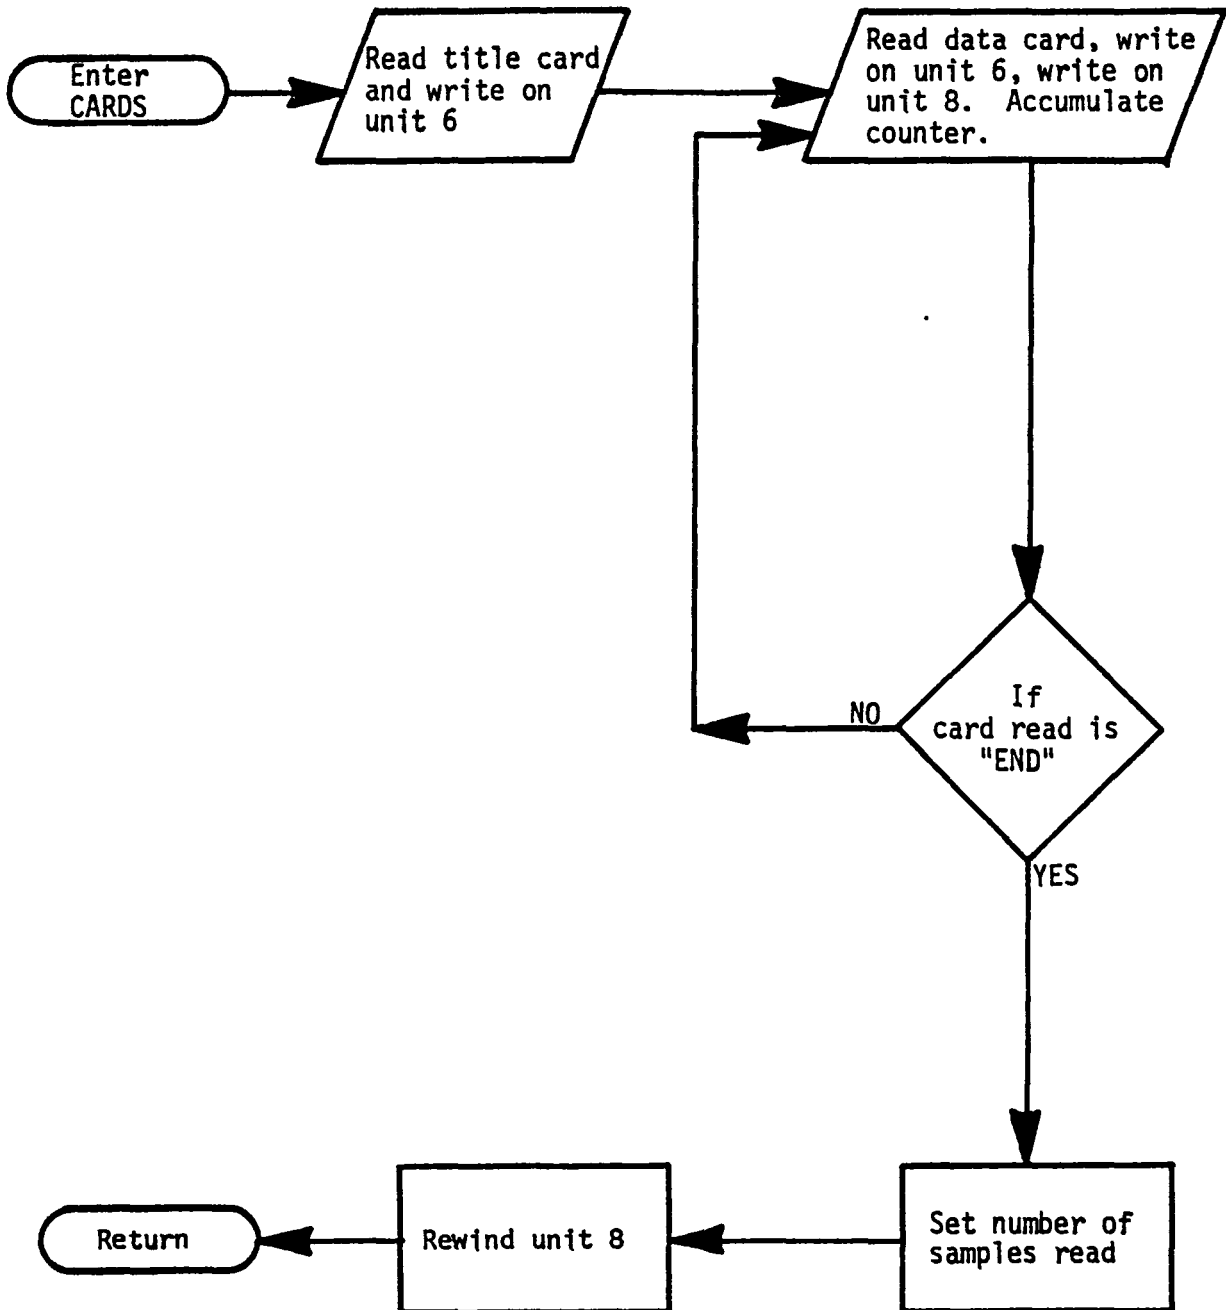 Enter
CARDS
Read title card
and write on
unit 6
Read data card, write
on unit 6, write on
unit 8. Accumulate
counter.
NO
If
card read is
"END"
YES
Set number of
samples read
Rewind unit 8
Return